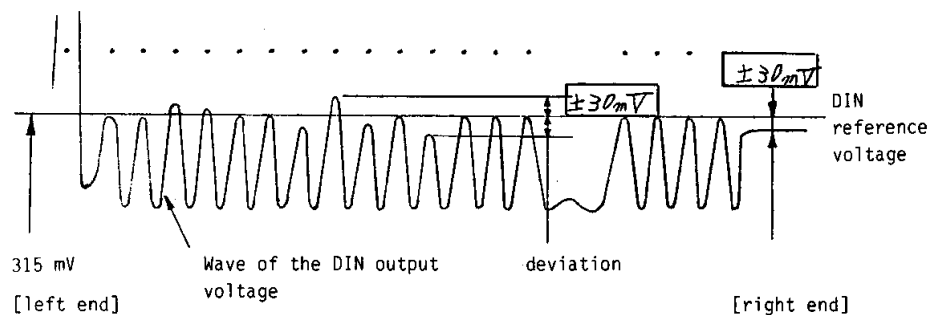 ±30mV
±30mV
DIN
reference
voltage
315 mV
Wave of the DIN output
voltage
deviation
[left end]
[right end]